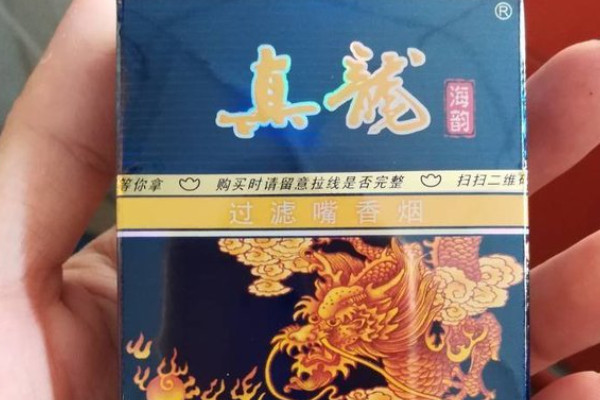 ®
真龍
海韵
等你拿 购买时请留意拉线是否完整 扫扫二维码
过滤嘴香烟